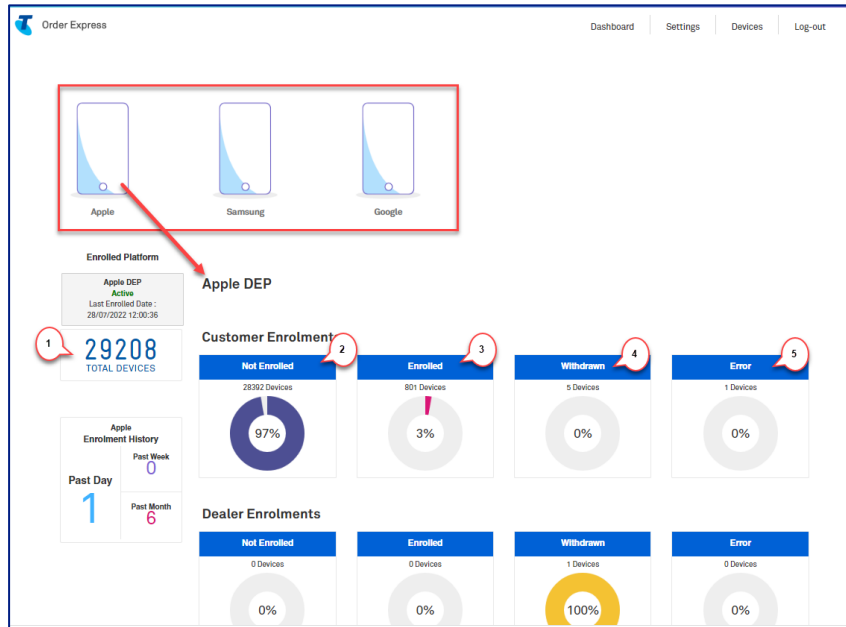 Order Express
Dashboard
Settings
Devices
Log-out
Apple
Samsung
Google
Enrolled Platform
Apple DEP
Active
Last Enrolled Date :
28/07/2022 12:00:36
Apple DEP
1
29208
TOTAL DEVICES
Customer Enrolments
2
3
4
5
Not Enrolled
Enrolled
Withdrawn
Error
28392 Devices
801 Devices
5 Devices
1 Devices
97%
3%
0%
0%
Apple
Enrolment History
Past Day
1
Past Week
0
Past Month
6
Dealer Enrolments
Not Enrolled
Enrolled
Withdrawn
Error
0 Devices
0 Devices
1 Devices
0 Devices
0%
0%
100%
0%